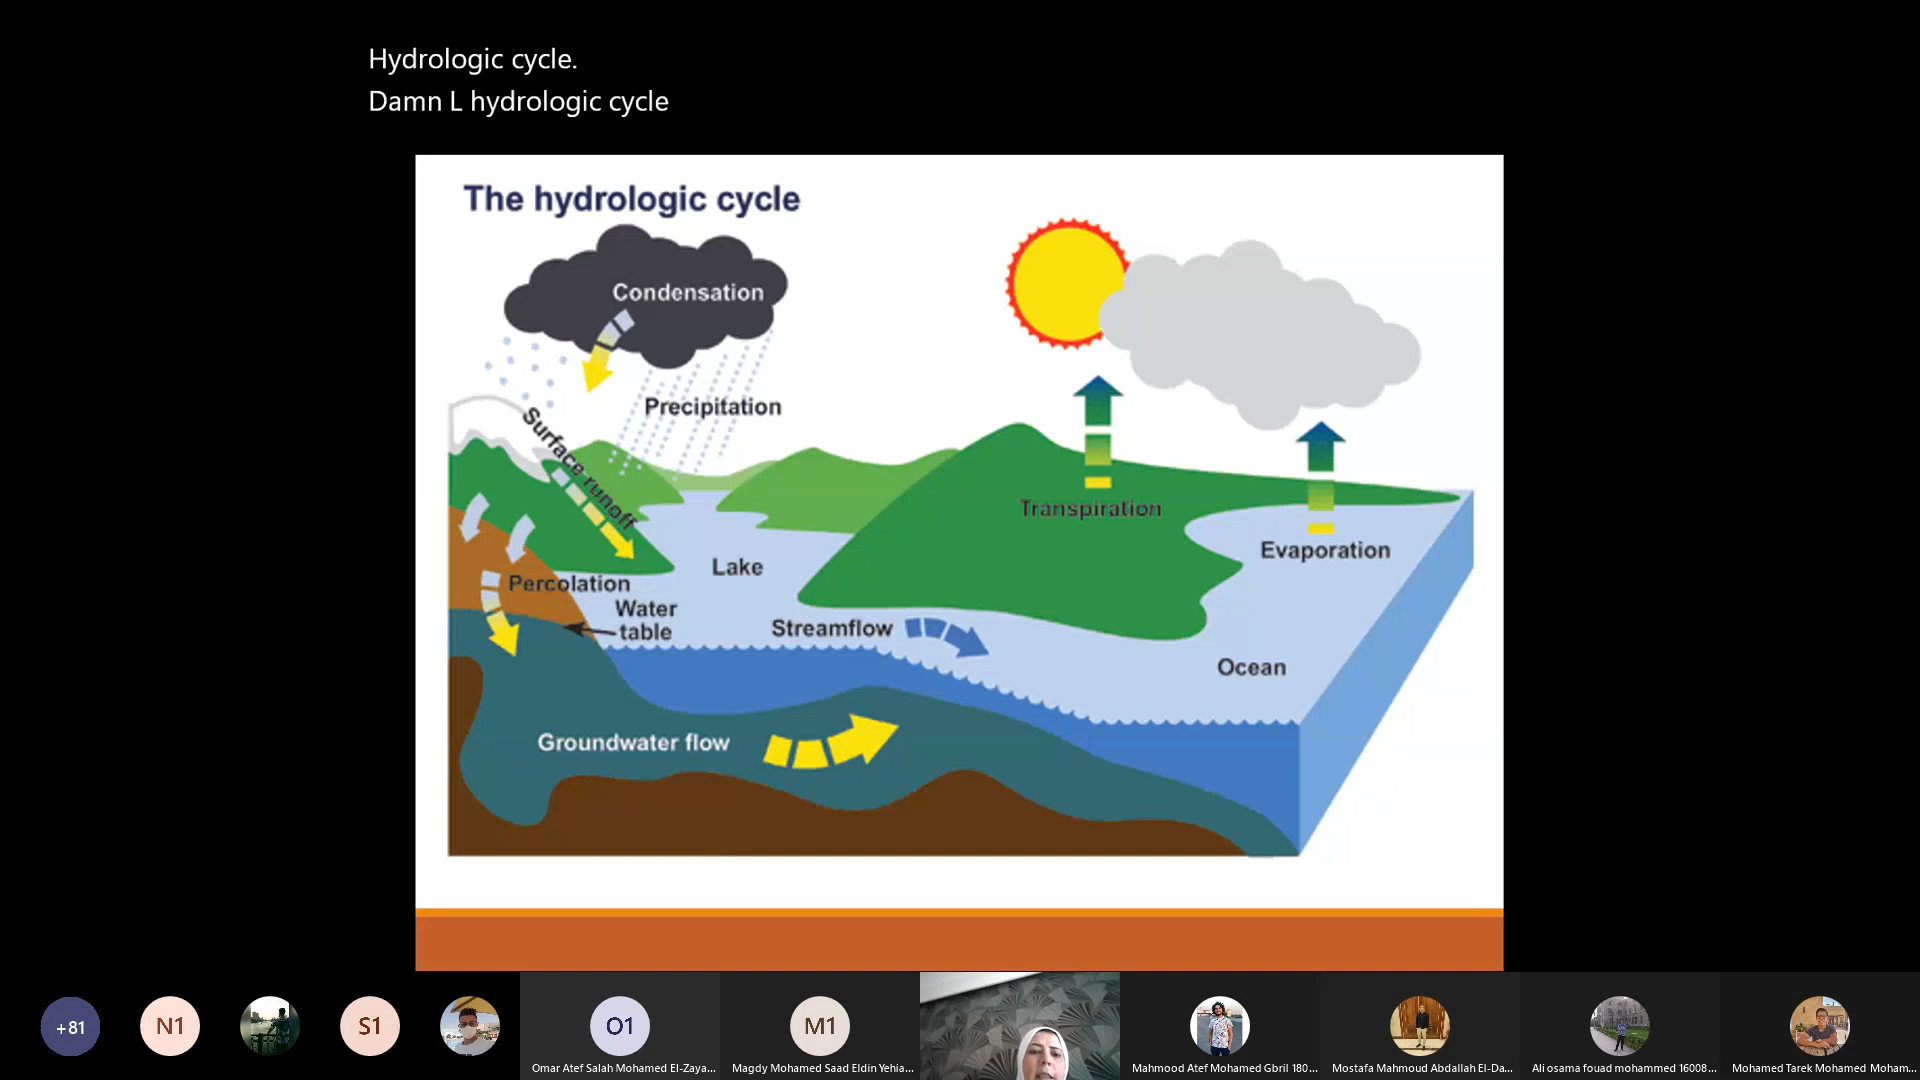 Hydrologic cycle.
Damn L hydrologic cycle
The hydrologic cycle
Condensation
Precipitation
Surface runoff
Transpiration
Evaporation
Lake
Percolation
Water
table
Streamflow
Ocean
Groundwater flow
+81
N1
S1
O1
M1
Omar Atef Salah Mohamed El-Zaya...
Magdy Mohamed Saad Eldin Yehia...
Mahmood Atef Mohamed Gbril 180...
Mostafa Mahmoud Abdallah El-Da...
Ali osama fouad mohammed 16008...
Mohamed Tarek Mohamed Moham...